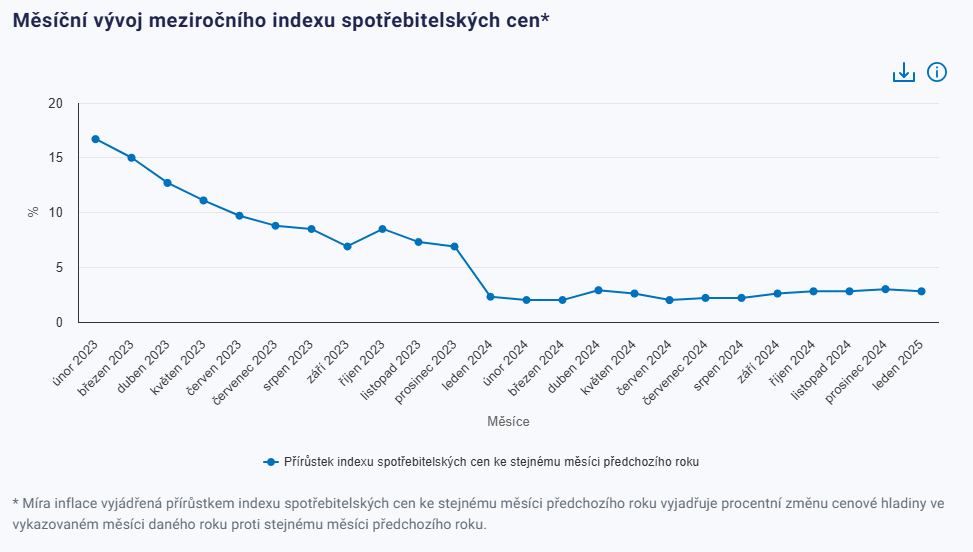 Měsíční vývoj meziročního indexu spotřebitelských cen*
20
15
10
5
0
%
únor 2023
březen 2023
duben 2023
květen 2023
červen 2023
červenec 2023
srpen 2023
září 2023
říjen 2023
listopad 2023
prosinec 2023
leden 2024
únor 2024
březen 2024
duben 2024
květen 2024
červen 2024
červenec 2024
srpen 2024
září 2024
říjen 2024
listopad 2024
prosinec 2024
leden 2025
Měsíce
Přírůstek indexu spotřebitelských cen ke stejnému měsíci předchozího roku
* Míra inflace vyjádřená přírůstkem indexu spotřebitelských cen ke stejnému měsíci předchozího roku vyjadřuje procentní změnu cenové hladiny ve
vykazovaném měsíci daného roku proti stejnému měsíci předchozího roku.